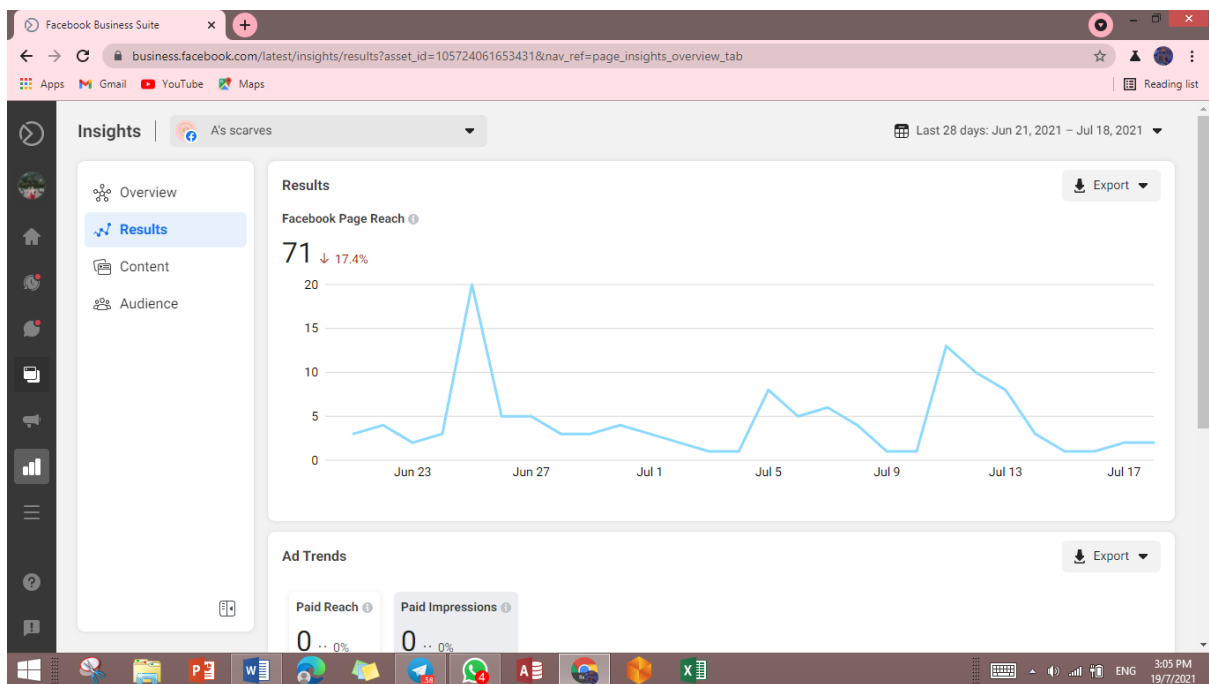 Facebook Business Suite
business.facebook.com/latest/insights/results?asset_id=105724061653431&nav_ref=page_insights_overview_tab
Apps Gmail YouTube Maps Reading list
Insights A's scarves Last 28 days: Jun 21, 2021 – Jul 18, 2021
Overview
Results
Content
Audience
Results Export
Facebook Page Reach
71 ↓ 17.4%
20
15
10
5
0
Jun 23 Jun 27 Jul 1 Jul 5 Jul 9 Jul 13 Jul 17
Ad Trends Export
Paid Reach Paid Impressions
0 ·· 0% 0 ·· 0%
ENG 3:05 PM
19/7/2021